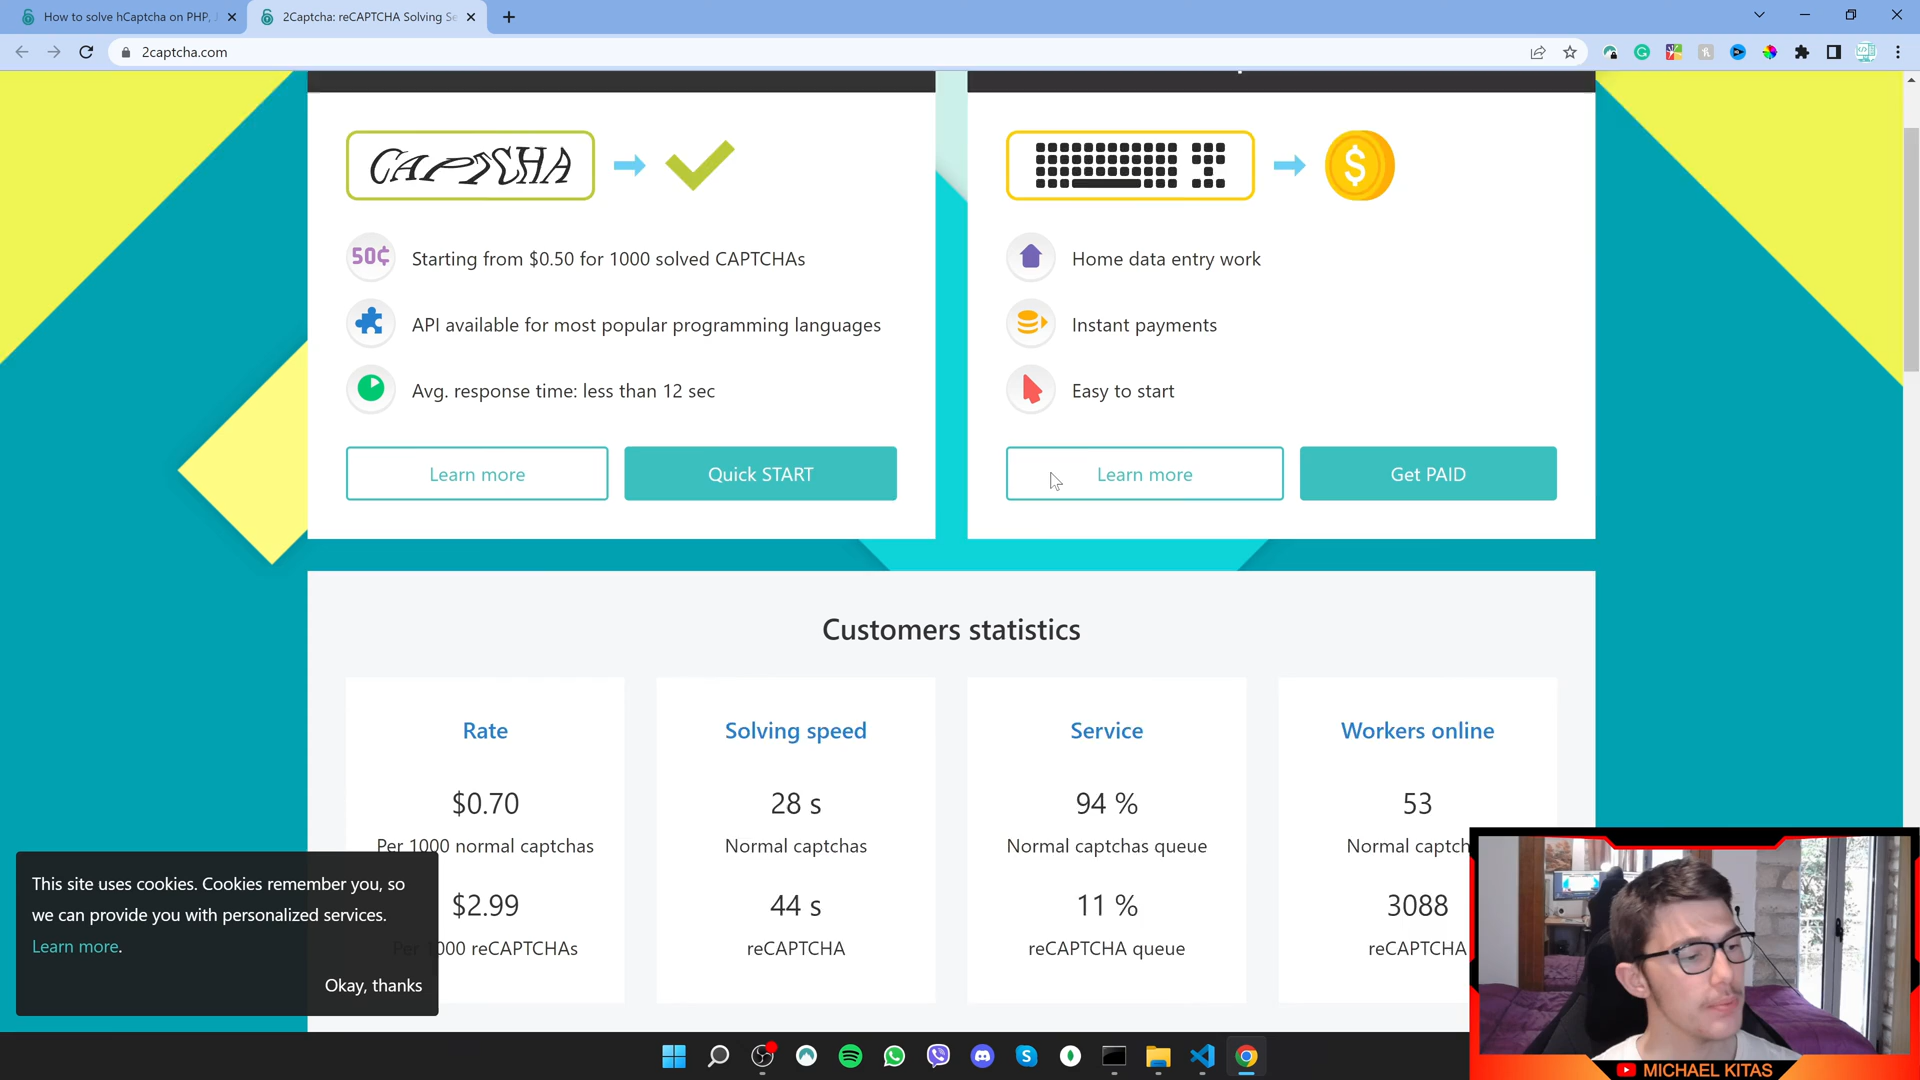 How to solve hCaptcha on PHP, J
2Captcha: reCAPTCHA Solving Se
2captcha.com
CAPTCHA
$
50¢
Starting from $0.50 for 1000 solved CAPTCHAs
API available for most popular programming languages
Avg. response time: less than 12 sec
Learn more
Quick START
Home data entry work
Instant payments
Easy to start
Learn more
Get PAID
Customers statistics
Rate
$0.70
Per 1000 normal captchas
$2.99
000 reCAPTCHAs
Solving speed
28 s
Normal captchas
44 s
reCAPTCHA
Service
94 %
Normal captchas queue
11 %
reCAPTCHA queue
Workers online
53
Normal captch
3088
reCAPTCHA
This site uses cookies. Cookies remember you, so
we can provide you with personalized services.
Learn more.
Okay, thanks
MICHAEL KITAS